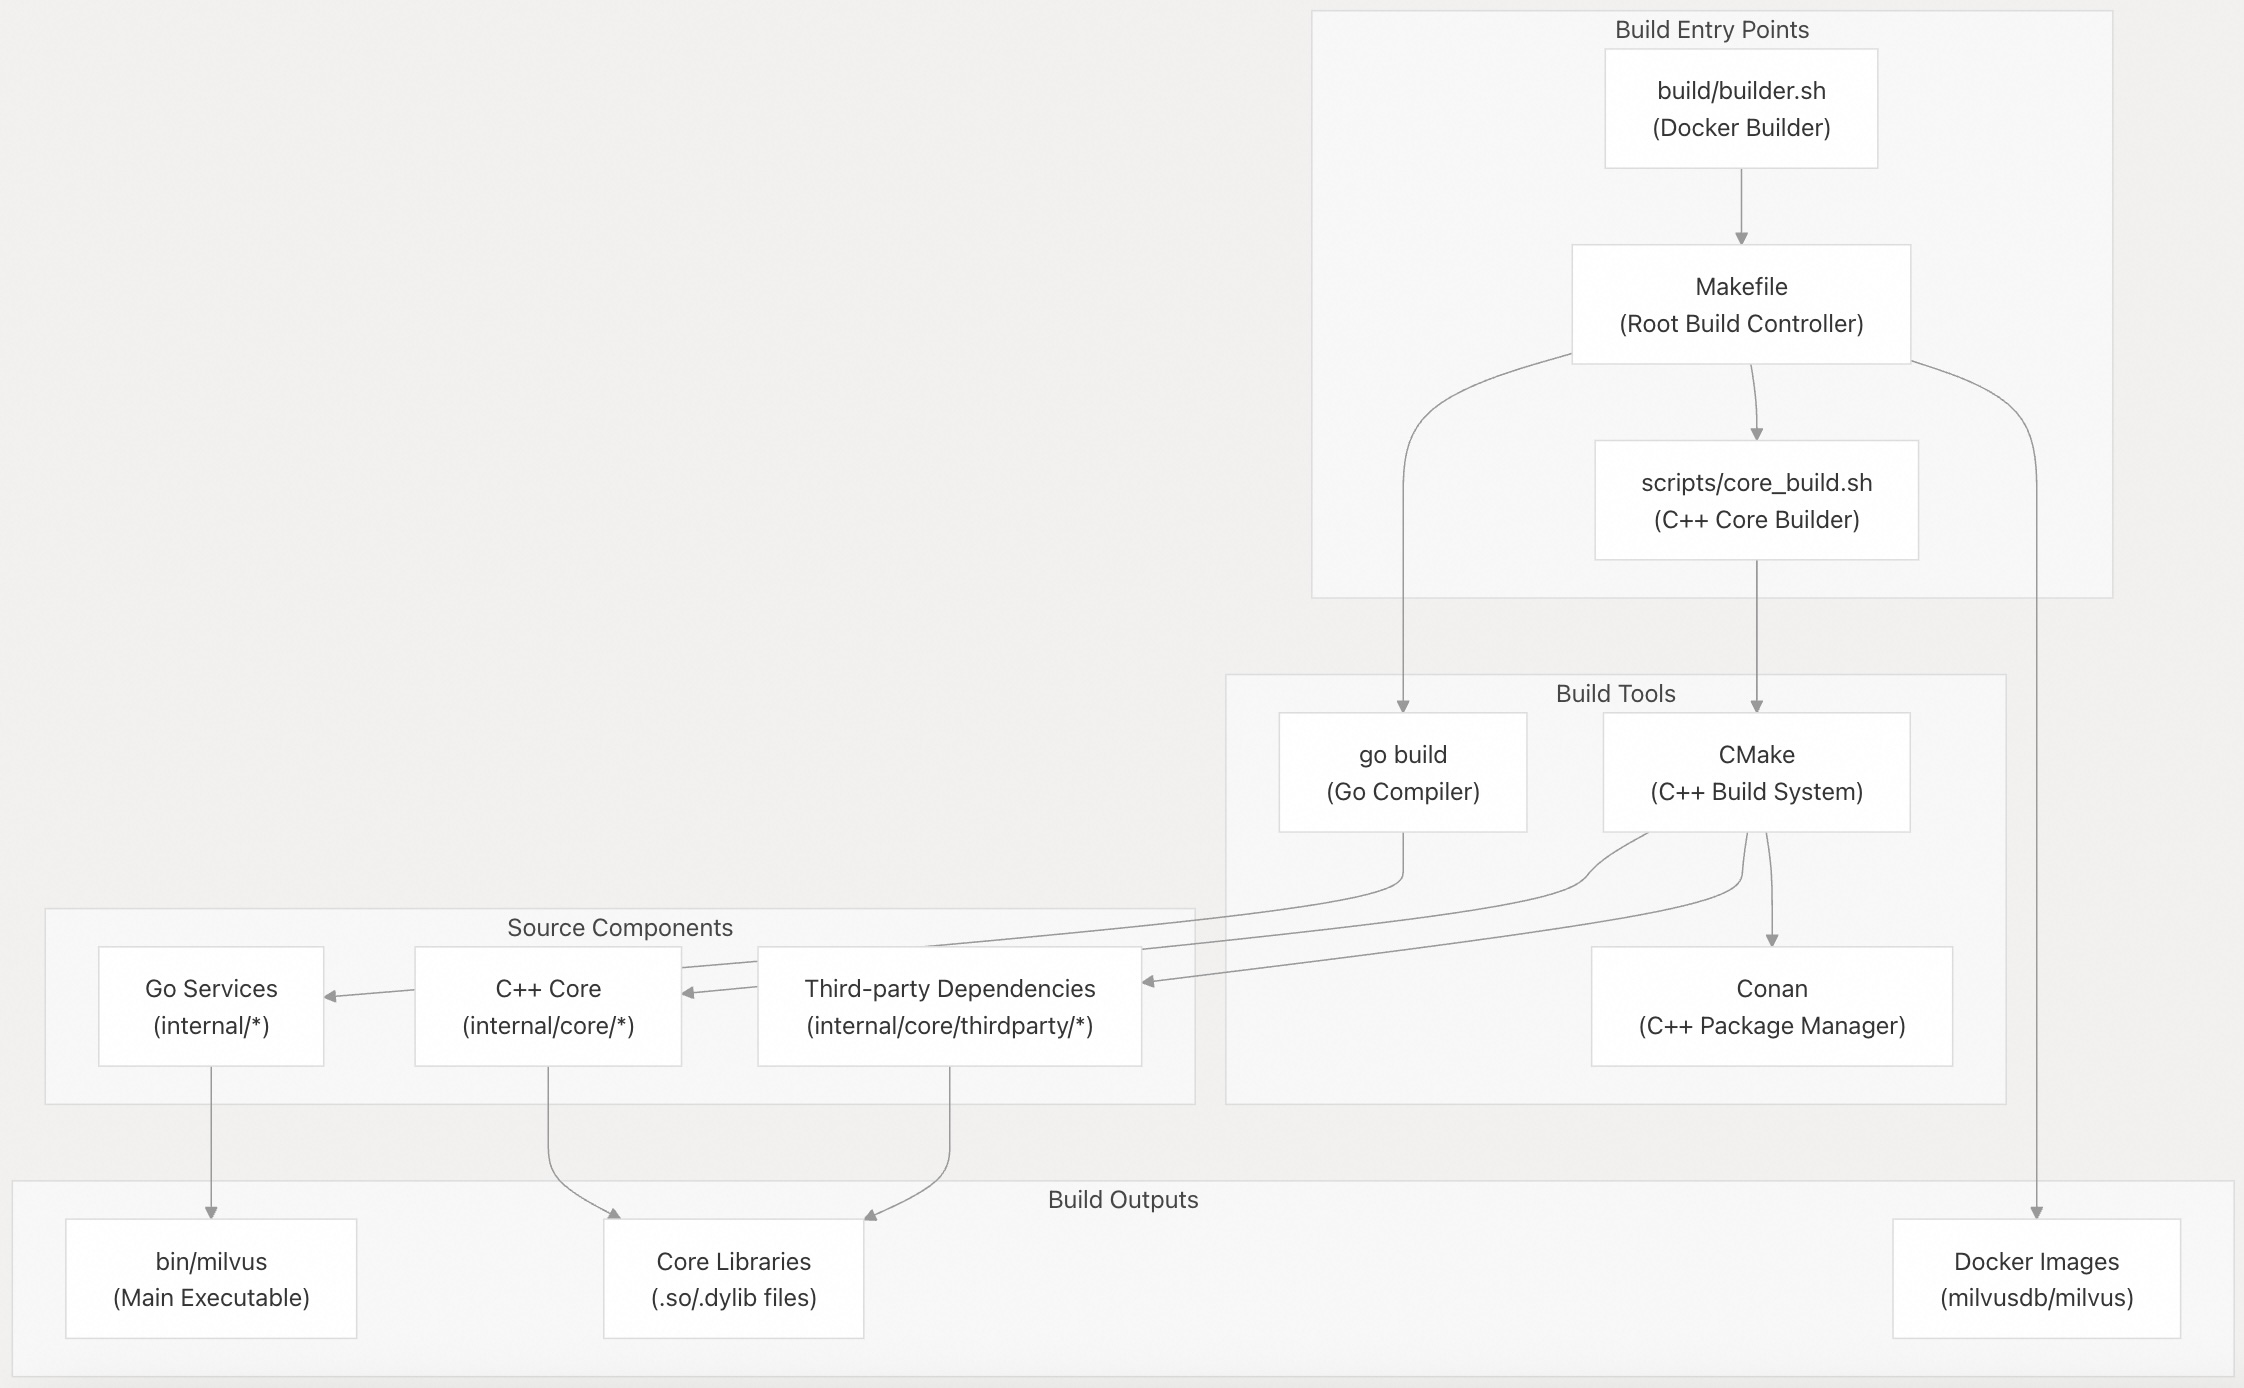 Build Entry Points
build/builder.sh
(Docker Builder)
Makefile
(Root Build Controller)
scripts/core_build.sh
(C++ Core Builder)
Build Tools
go build
(Go Compiler)
CMake
(C++ Build System)
Conan
(C++ Package Manager)
Source Components
Go Services
(internal/*)
C++ Core
(internal/core/*)
Third-party Dependencies
(internal/core/thirdparty/*)
Build Outputs
bin/milvus
(Main Executable)
Core Libraries
(.so/.dylib files)
Docker Images
(milvusdb/milvus)